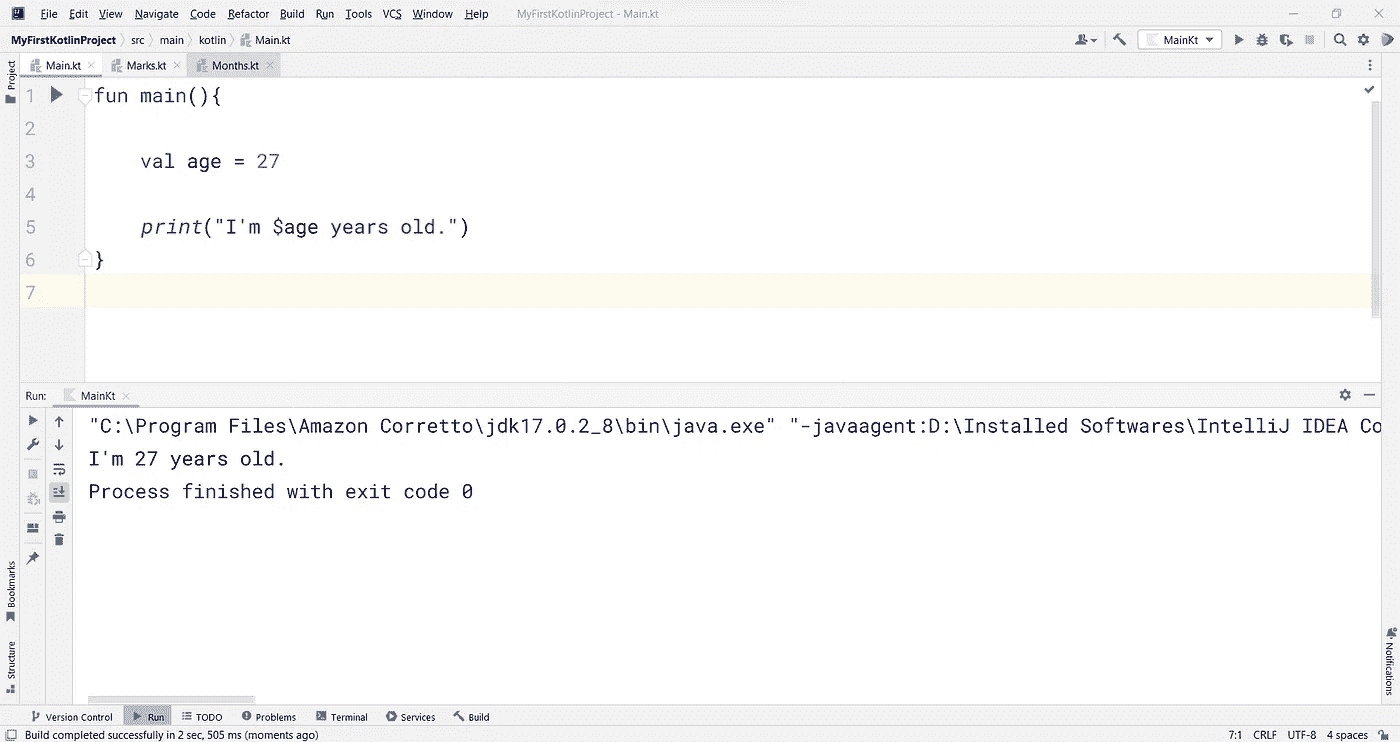 File Edit View Navigate Code Refactor Build Run Tools VCS Window Help MyFirstKotlinProject - Main.kt
MyFirstKotlinProject src main kotlin Main.kt MainKt
Project
Main.kt Marks.kt Months.kt
1 fun main(){
2
3 val age = 27
4
5 print("I'm $age years old.")
6 }
7
Run: MainKt
"C:\Program Files\Amazon Corretto\jdk17.0.2_8\bin\java.exe" "-javaagent:D:\Installed Softwares\IntelliJ IDEA Co
I'm 27 years old.
Process finished with exit code 0
Bookmarks
Structure
Notifications
Version Control Run TODO Problems Terminal Services Build
Build completed successfully in 2 sec, 505 ms (moments ago) 7:1 CRLF UTF-8 4 spaces